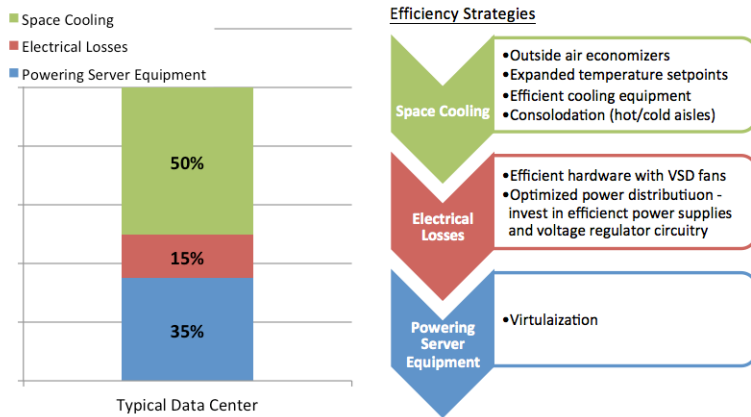 Space Cooling
Electrical Losses
Powering Server Equipment
50%
15%
35%
Typical Data Center
Efficiency Strategies
Space Cooling
•Outside air economizers
•Expanded temperature setpoints
•Efficient cooling equipment
•Consolodation (hot/cold aisles)
Electrical
Losses
•Efficient hardware with VSD fans
•Optimized power distributiuon -
invest in efficienct power supplies
and voltage regulator circuitry
Powering
Server
Equipment
•Virtulaization